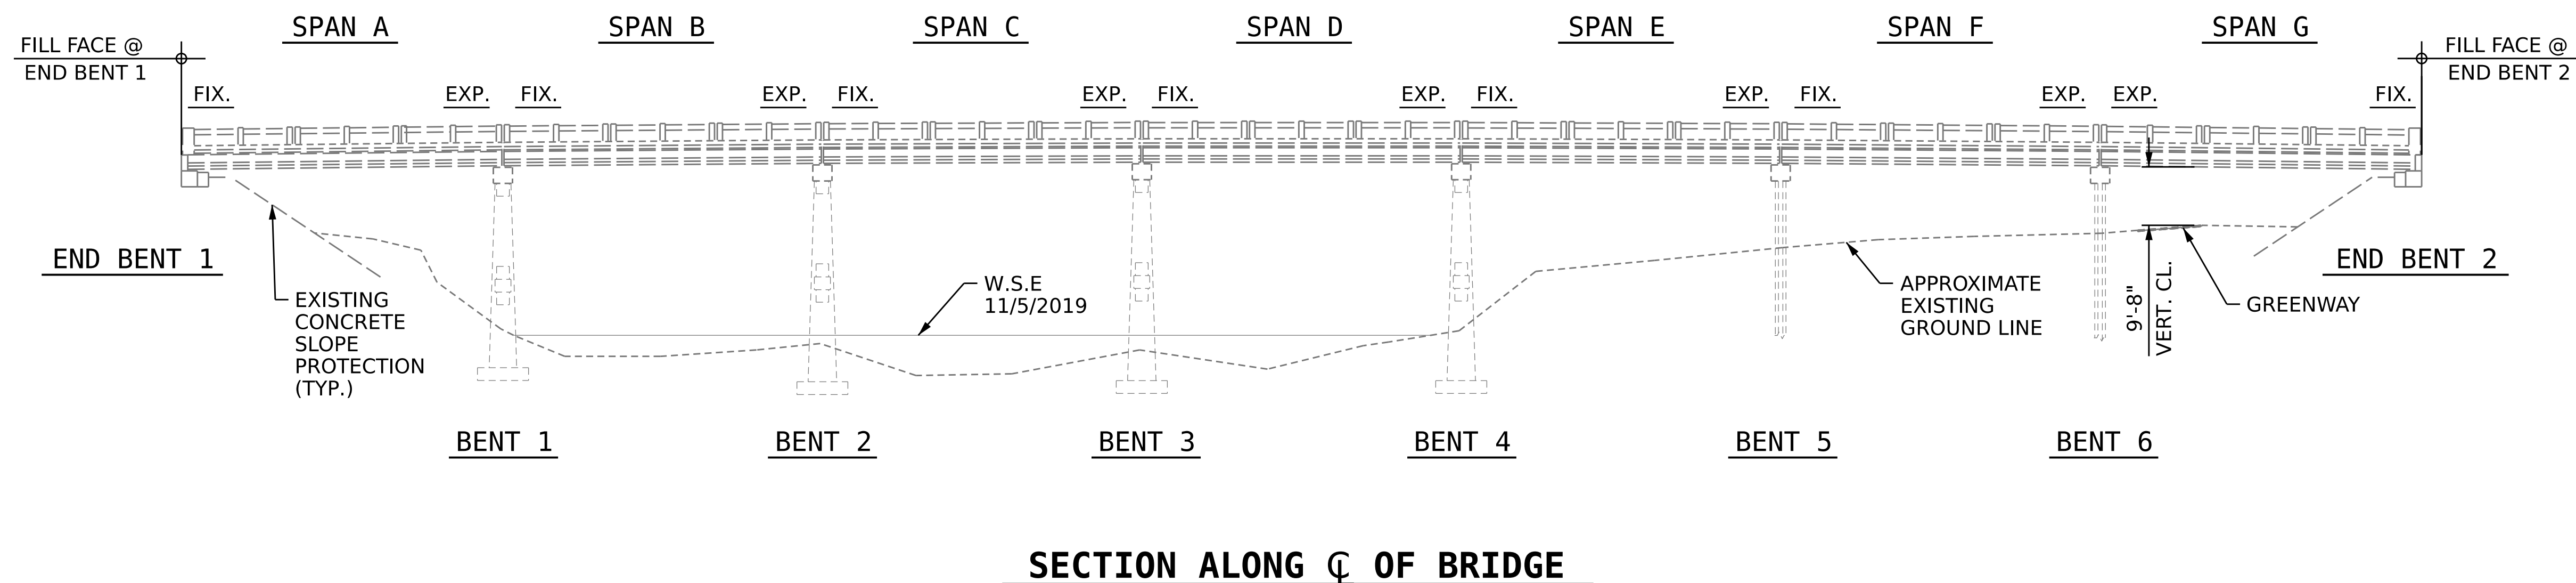 SPAN A SPAN B SPAN C SPAN D SPAN E SPAN F SPAN G
FILL FACE @
END BENT 1
FILL FACE @
END BENT 2
FIX. EXP. FIX. EXP. FIX. EXP. FIX. EXP. FIX. EXP. FIX. EXP. EXP. FIX.
END BENT 1
END BENT 2
EXISTING
CONCRETE
SLOPE
PROTECTION
(TYP.)
W.S.E
11/5/2019
APPROXIMATE
EXISTING
GROUND LINE
9'-8"
VERT. CL.
GREENWAY
BENT 1 BENT 2 BENT 3 BENT 4 BENT 5 BENT 6
SECTION ALONG ℄ OF BRIDGE